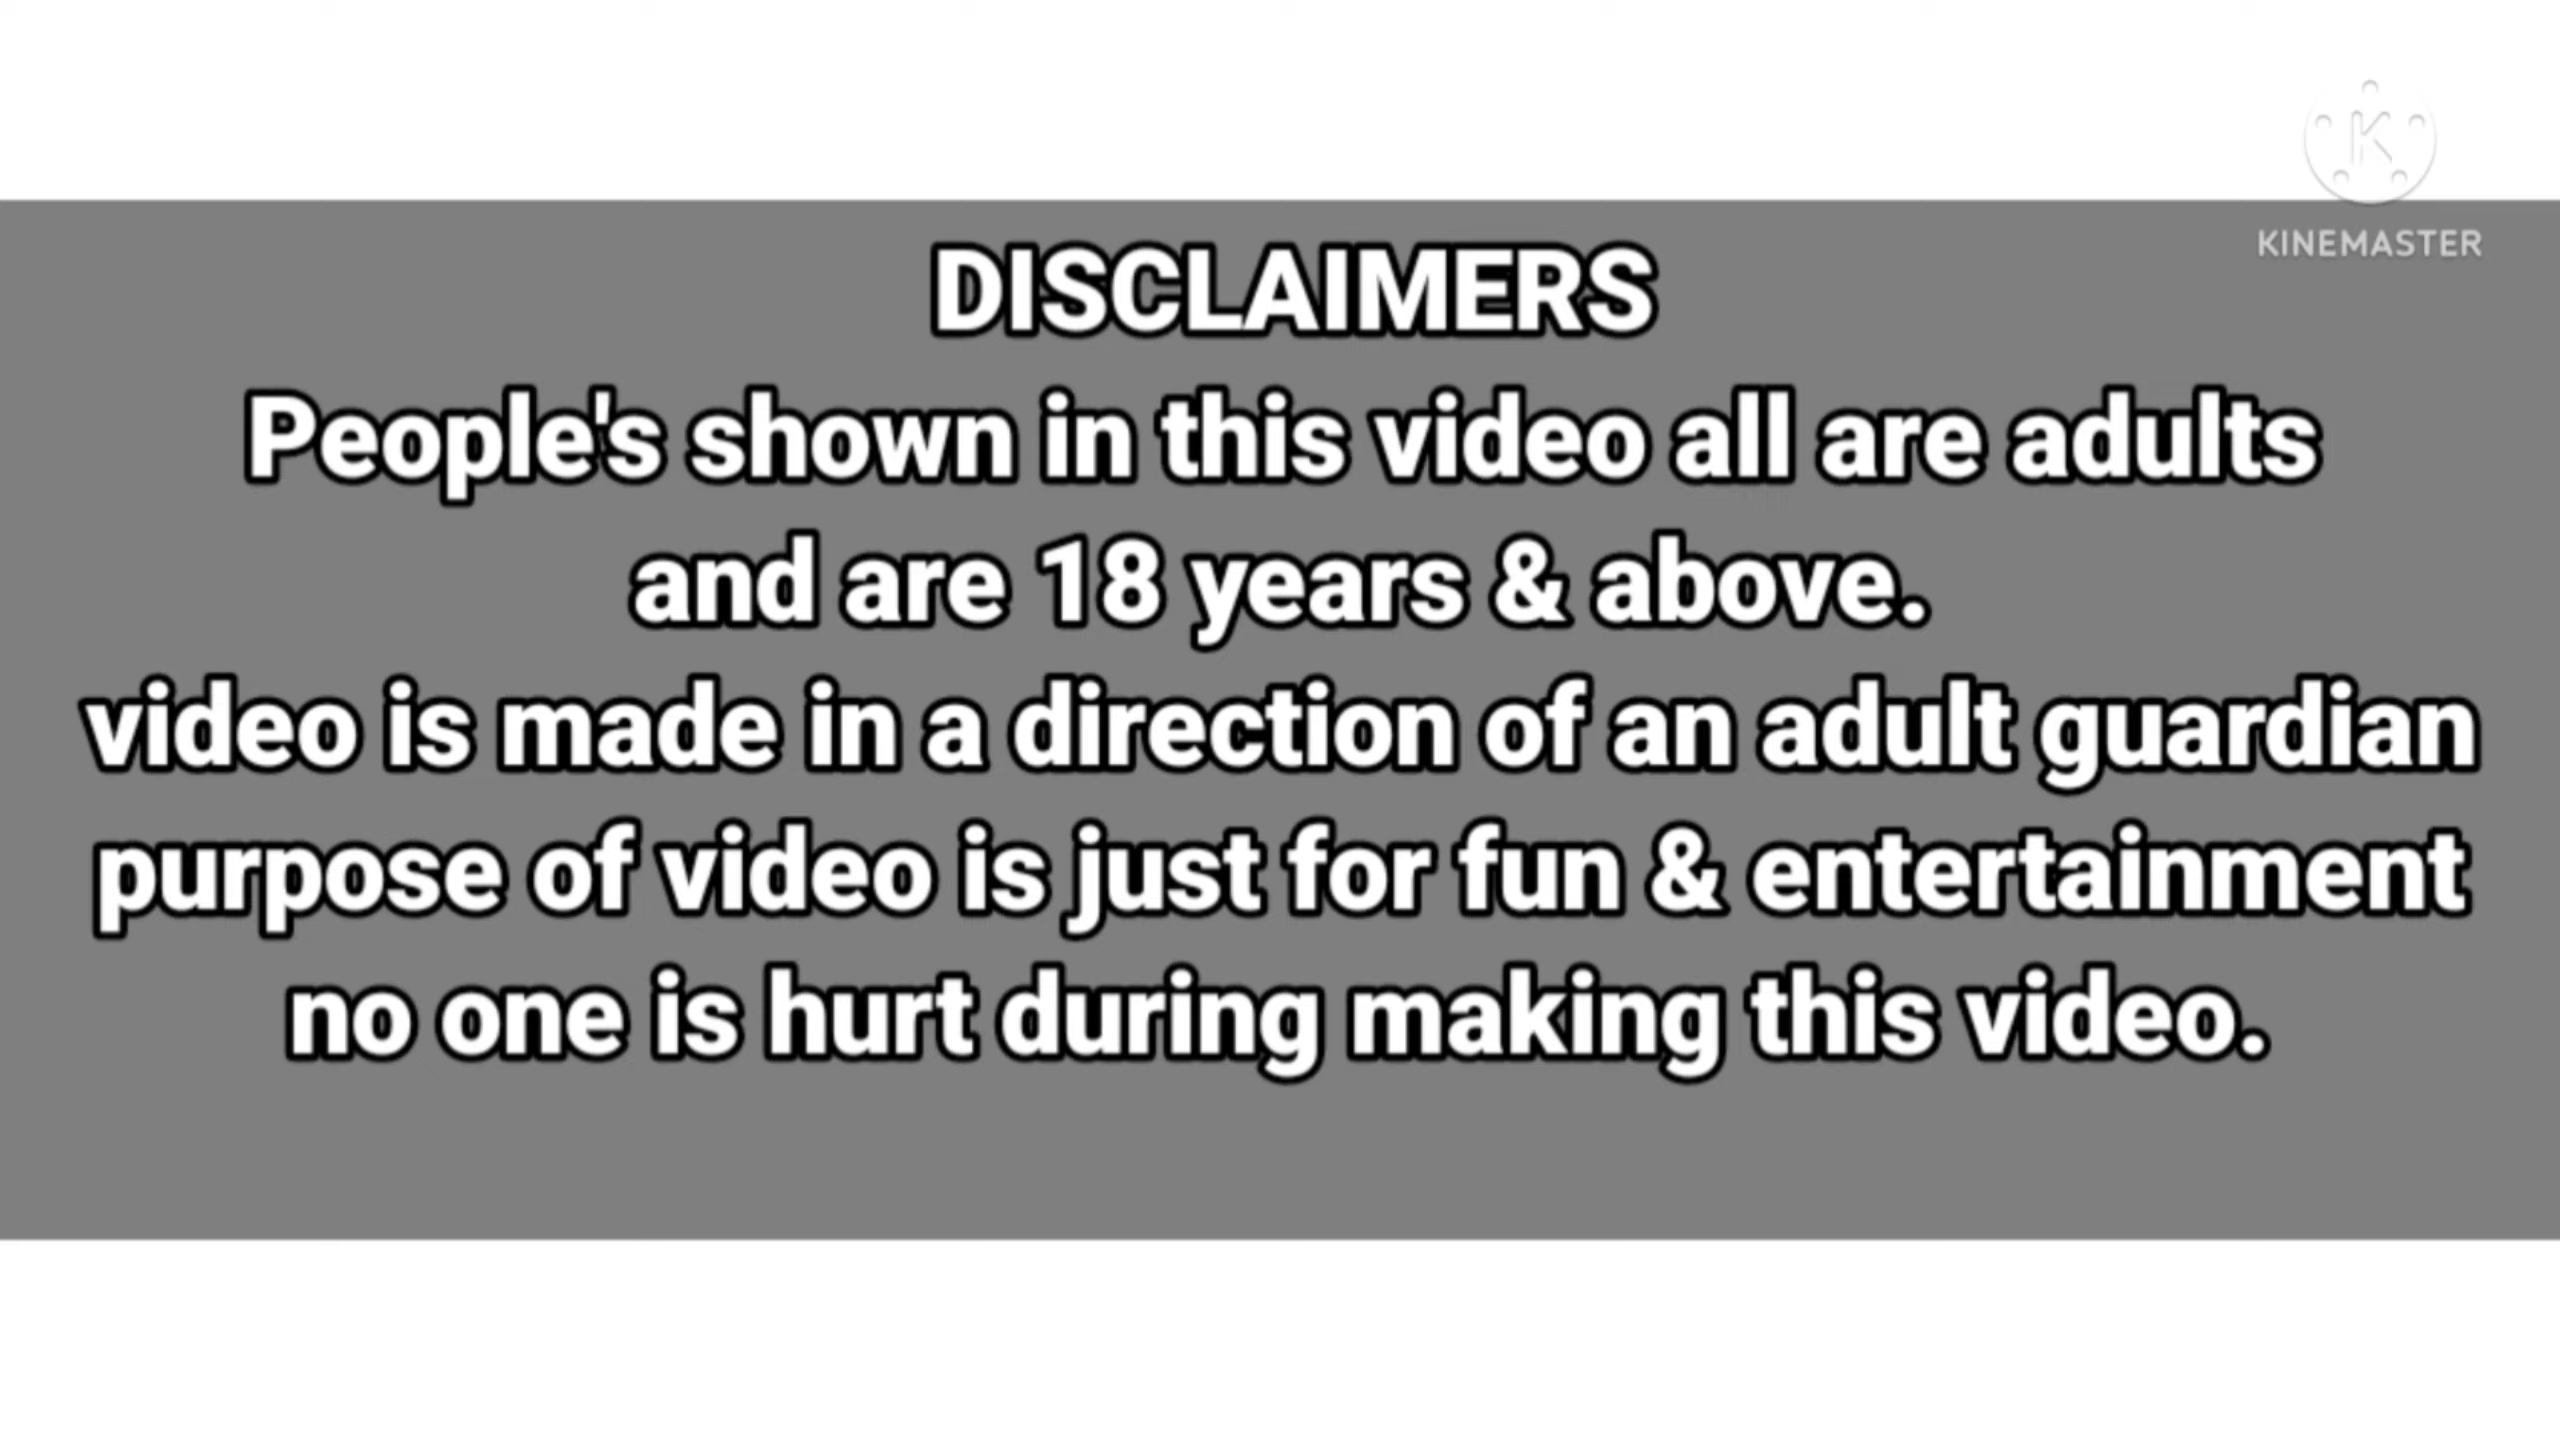 KINEMASTER
DISCLAIMERS
People's shown in this video all are adults
and are 18 years & above.
video is made in a direction of an adult guardian
purpose of video is just for fun & entertainment
no one is hurt during making this video.